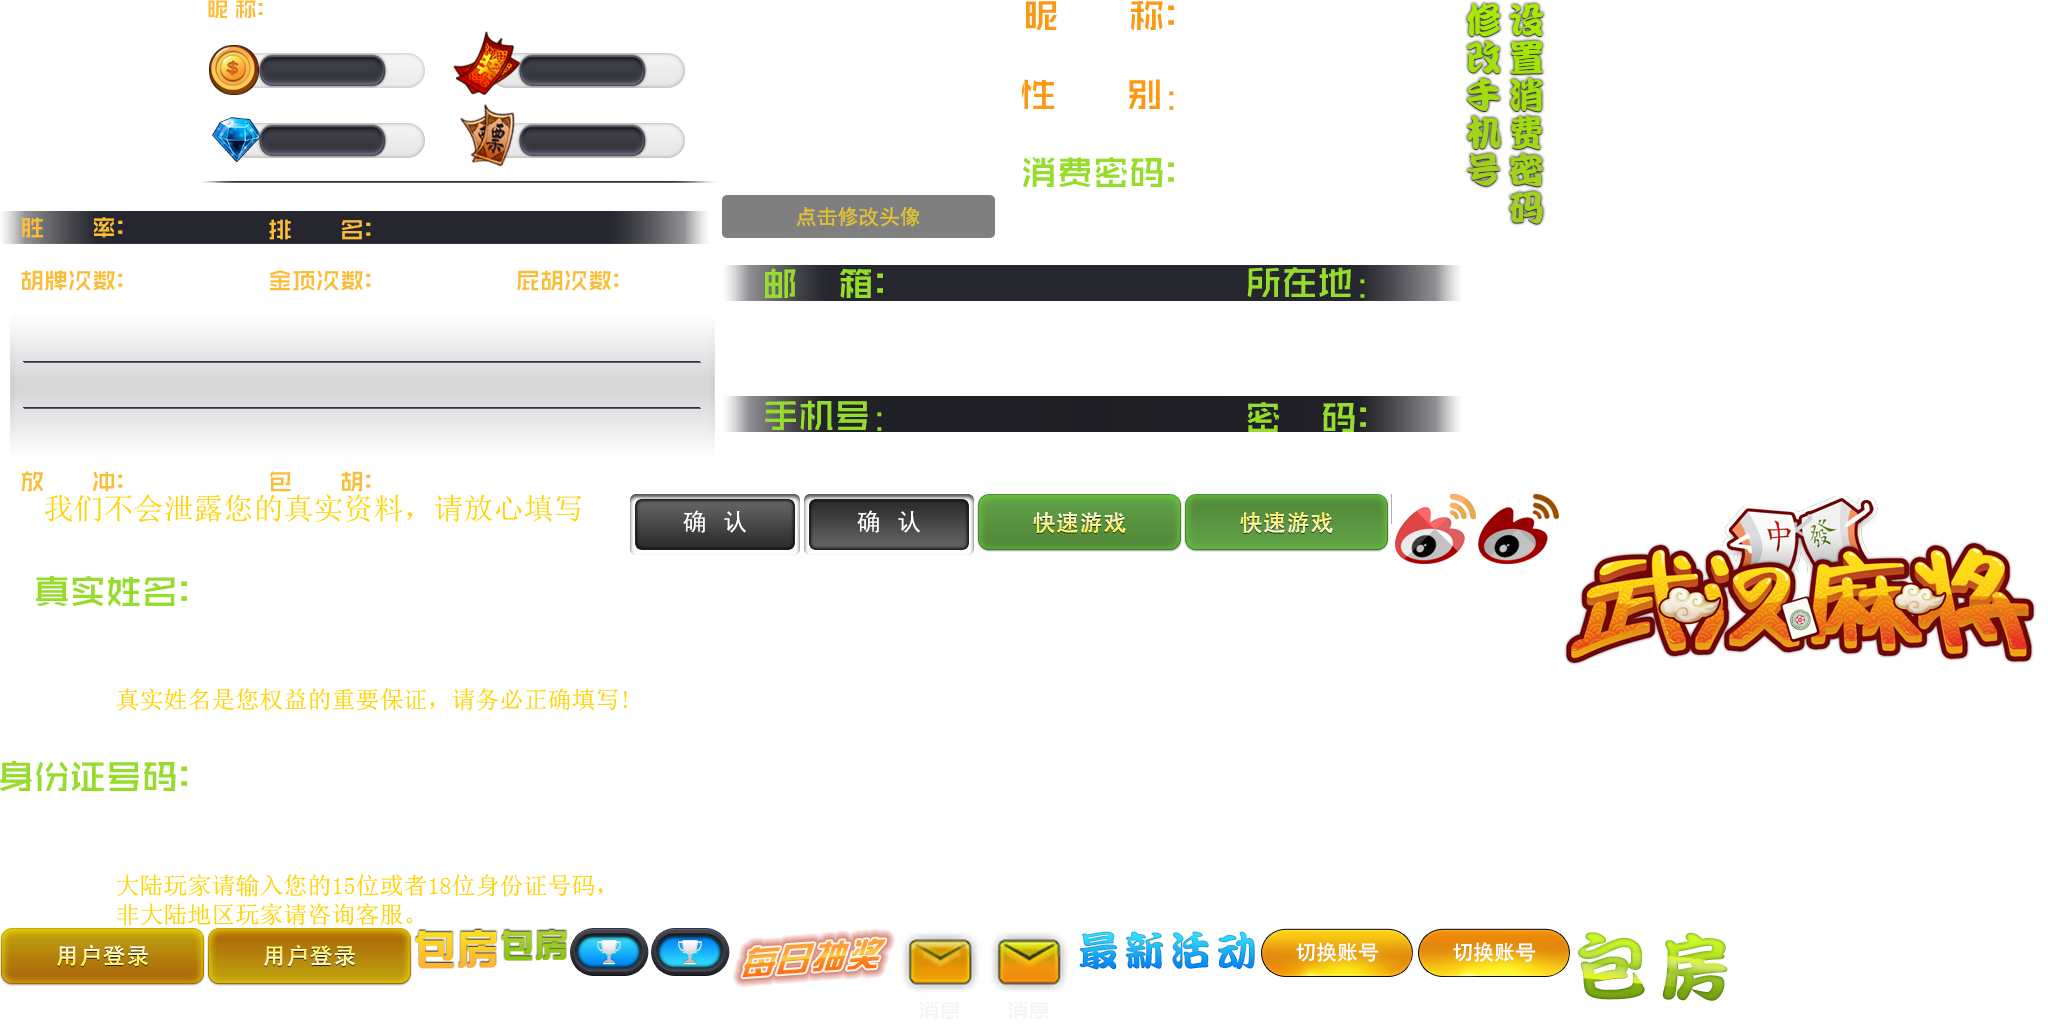 昵 称:
昵 称:
性 别:
消费密码:
修改手机号
设置消费密码
点击修改头像
胜 率:
排 名:
胡牌次数:
金顶次数:
屁胡次数:
邮 箱:
所在地:
手机号:
密 码:
放 冲:
包 胡:
我们不会泄露您的真实资料，请放心填写
确 认
确 认
快速游戏
快速游戏
中
發
武汉麻将
真实姓名:
真实姓名是您权益的重要保证，请务必正确填写!
身份证号码:
大陆玩家请输入您的15位或者18位身份证号码，
非大陆地区玩家请咨询客服。
用户登录
用户登录
包房
包房
每日抽奖
消息
消息
最新活动
切换账号
切换账号
包房